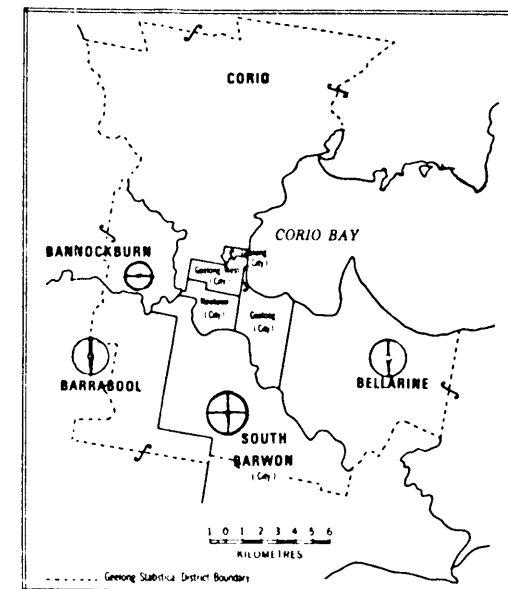 CORIO
CORIO BAY
BANNOCKBURN
Geelong West
(City)
(City)
Newtown
(City)
Geelong
(City)
BARRABOOL
BELLARINE
SOUTH
BARWON
(City)
1 0 1 2 3 4 5 6
KILOMETRES
Geelong Statistical District Boundary